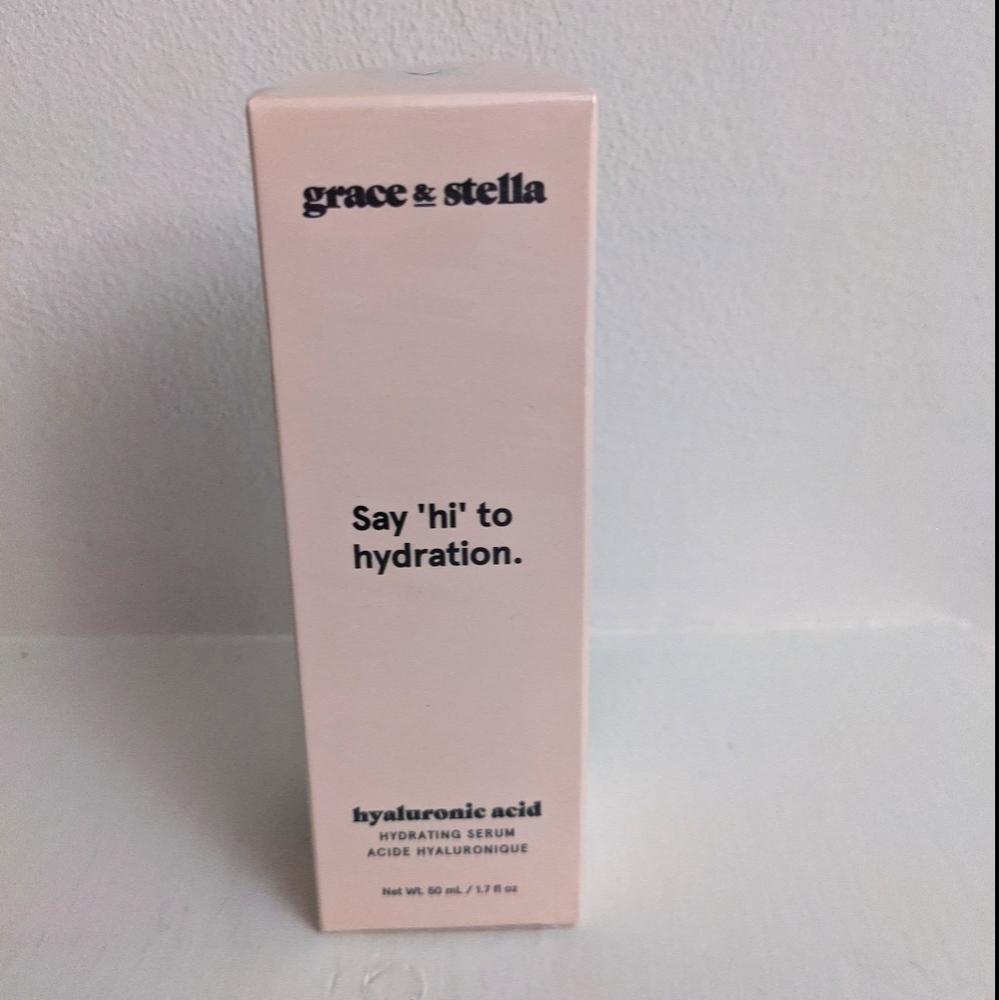 grace & stella
Say 'hi' to
hydration.
hyaluronic acid
HYDRATING SERUM
ACIDE HYALURONIQUE
Net Wt. 50 mL / 1.7 fl oz